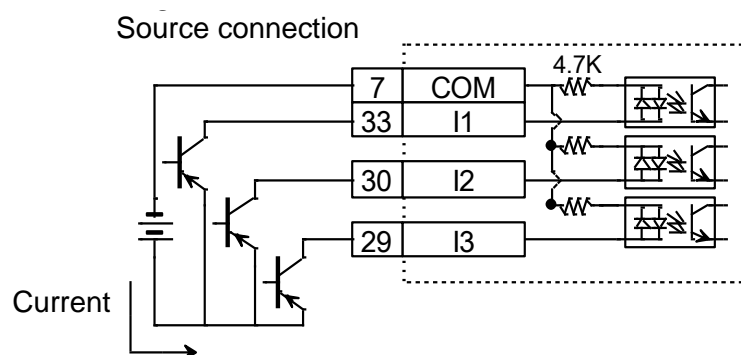 Source connection
4.7K
7 COM
33 I1
30 I2
29 I3
Current